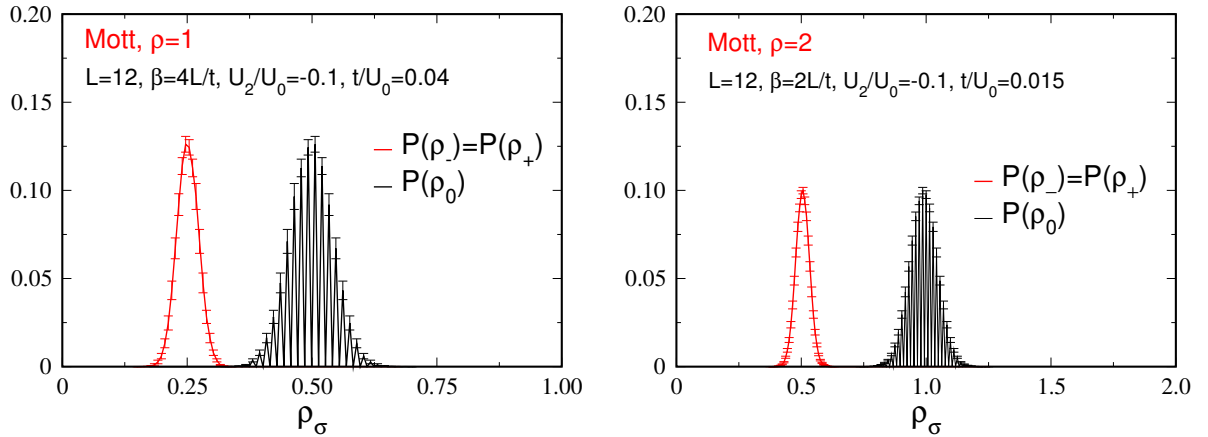 0.20
0.15
0.10
0.05
0
Mott, ρ=1
L=12, β=4L/t, U₂/U₀=-0.1, t/U₀=0.04
P(ρ₋)=P(ρ₊)
P(ρ₀)
0 0.25 0.50 0.75 1.00
ρσ
0.20
0.15
0.10
0.05
0
Mott, ρ=2
L=12, β=2L/t, U₂/U₀=-0.1, t/U₀=0.015
P(ρ₋)=P(ρ₊)
P(ρ₀)
0 0.5 1.0 1.5 2.0
ρσ